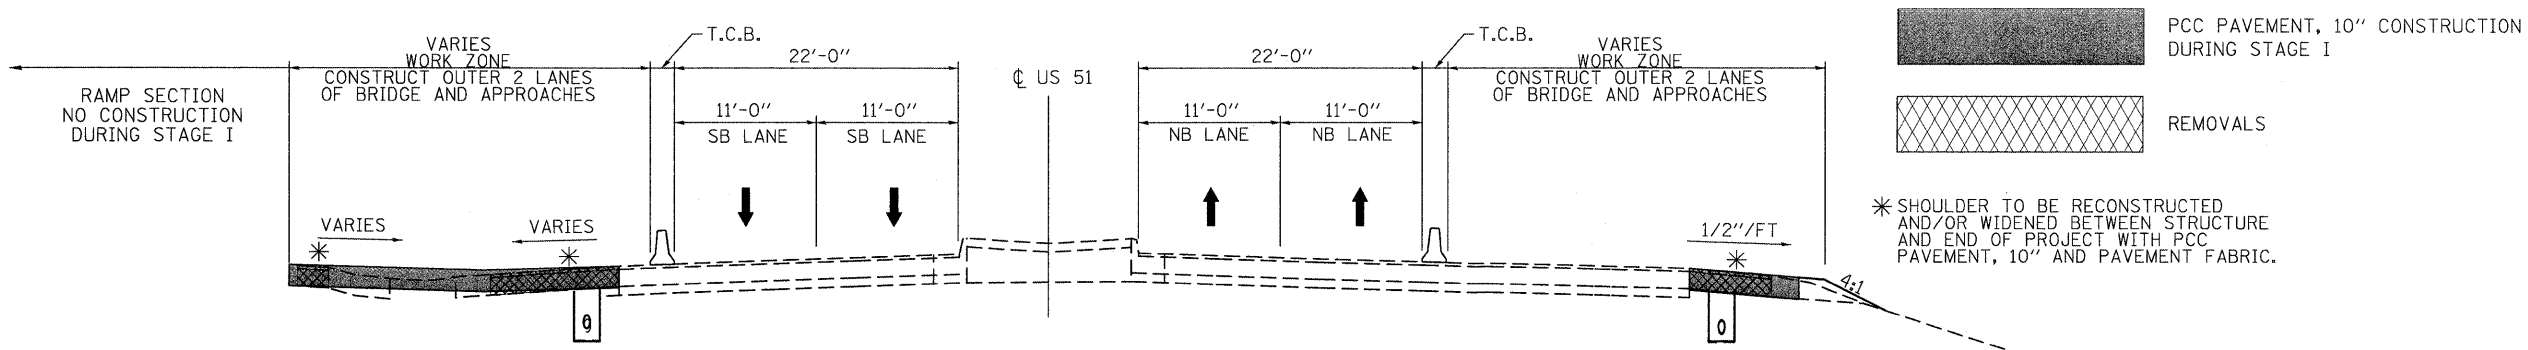 RAMP SECTION
NO CONSTRUCTION
DURING STAGE I
VARIES
WORK ZONE
CONSTRUCT OUTER 2 LANES
OF BRIDGE AND APPROACHES
T.C.B.
22'-0"
11'-0"
SB LANE
11'-0"
SB LANE
℄ US 51
22'-0"
11'-0"
NB LANE
11'-0"
NB LANE
T.C.B.
VARIES
WORK ZONE
CONSTRUCT OUTER 2 LANES
OF BRIDGE AND APPROACHES
VARIES
VARIES
1/2"/FT
4:1
PCC PAVEMENT, 10" CONSTRUCTION
DURING STAGE I
REMOVALS
* SHOULDER TO BE RECONSTRUCTED
AND/OR WIDENED BETWEEN STRUCTURE
AND END OF PROJECT WITH PCC
PAVEMENT, 10" AND PAVEMENT FABRIC.